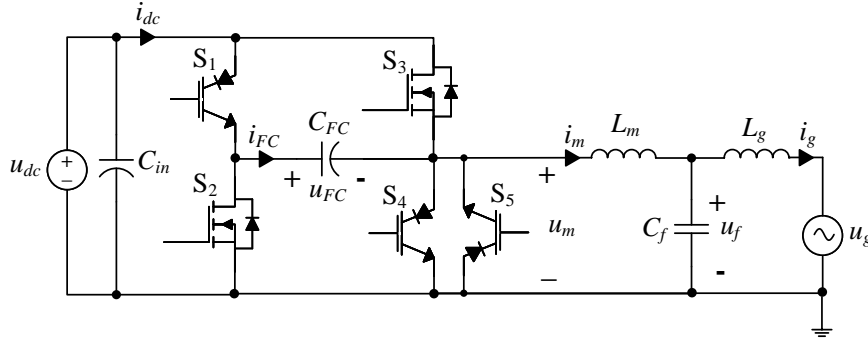 i_dc
S_1
S_3
i_FC
C_FC
i_m
L_m
L_g
i_g
u_dc
+
−
C_in
+
u_FC
-
S_2
S_4
S_5
+
u_m
−
C_f
+
u_f
-
u_g